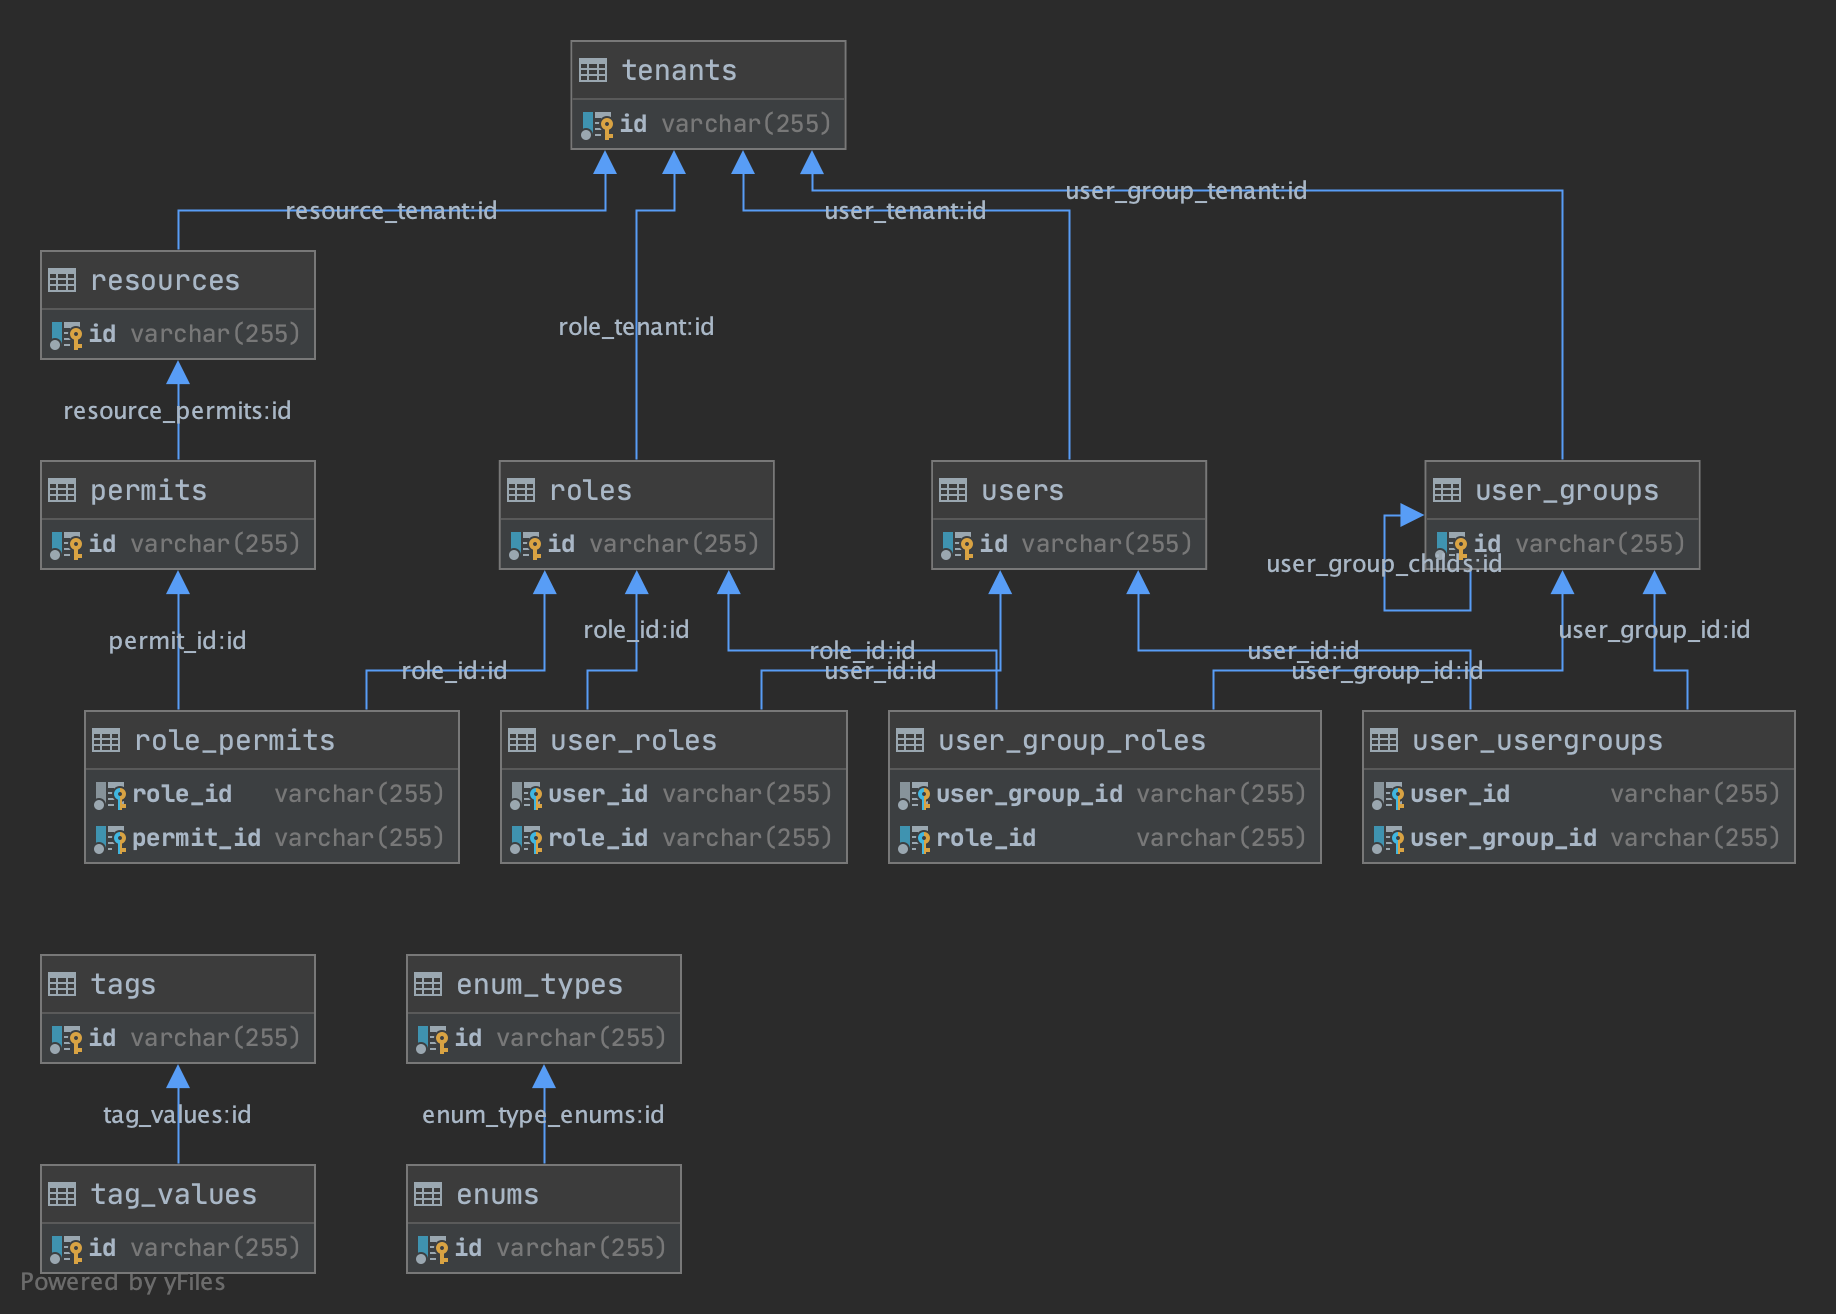 tenants
id varchar(255)
user_group_tenant:id
resource_tenant:id
user_tenant:id
resources
id varchar(255)
role_tenant:id
resource_permits:id
permits
id varchar(255)
roles
id varchar(255)
users
id varchar(255)
user_groups
id varchar(255)
user_group_childs:id
permit_id:id
role_id:id
role_id:id
role_id:id
user_id:id
user_id:id
user_group_id:id
user_group_id:id
role_permits
role_id varchar(255)
permit_id varchar(255)
user_roles
user_id varchar(255)
role_id varchar(255)
user_group_roles
user_group_id varchar(255)
role_id varchar(255)
user_usergroups
user_id varchar(255)
user_group_id varchar(255)
tags
id varchar(255)
enum_types
id varchar(255)
tag_values:id
enum_type_enums:id
tag_values
id varchar(255)
enums
id varchar(255)
Powered by yFiles